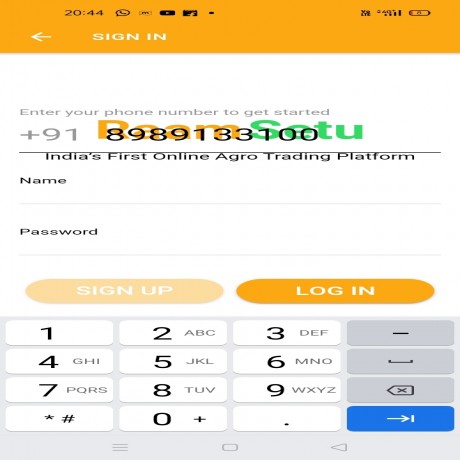 20:44
SIGN IN
Enter your phone number to get started
+91 8989133100
Setu
India's First Online Agro Trading Platform
Name
Password
SIGN UP
LOG IN
1
2 ABC
3 DEF
4 GHI
5 JKL
6 MNO
7 PQRS
8 TUV
9 WXYZ
* #
0 +
.